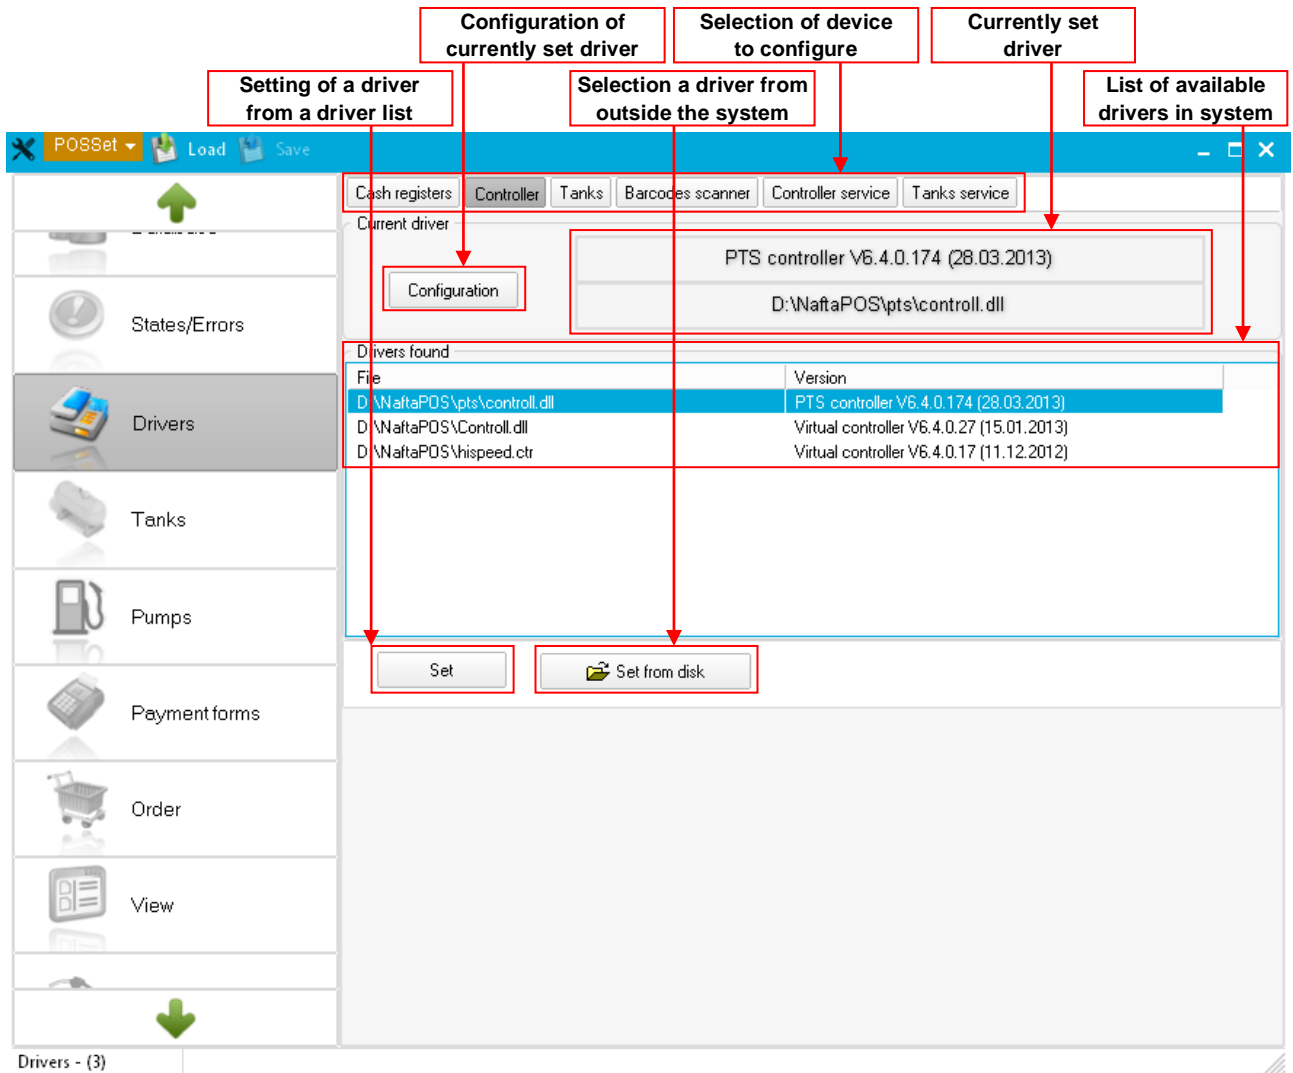 Configuration of
currently set driver
Selection of device
to configure
Currently set
driver
Setting of a driver
from a driver list
Selection a driver from
outside the system
List of available
drivers in system
POSSet Load Save
Cash registers Controller Tanks Barcodes scanner Controller service Tanks service
Current driver
Configuration
PTS controller V6.4.0.174 (28.03.2013)
D:\NaftaPOS\pts\controll.dll
Drivers found
File Version
D:\NaftaPOS\pts\controll.dll PTS controller V6.4.0.174 (28.03.2013)
D:\NaftaPOS\Controll.dll Virtual controller V6.4.0.27 (15.01.2013)
D:\NaftaPOS\hispeed.ctr Virtual controller V6.4.0.17 (11.12.2012)
Set Set from disk
States/Errors
Drivers
Tanks
Pumps
Payment forms
Order
View
Drivers - (3)